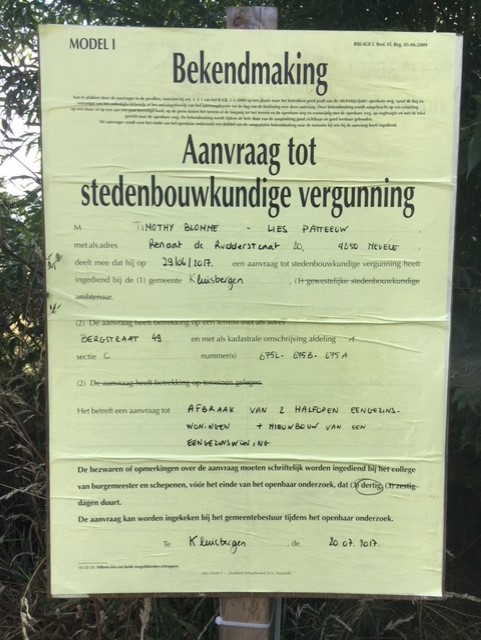 MODEL I
BIJLAGE I. Besl. Vl. Reg. 05-06-2009
Bekendmaking
Aanvraag tot
stedenbouwkundige vergunning
M TIMOTHY BLOMME - LIES PATTEEUW
met als adres Renaat de Rudderstraat 20, 9850 NEVELE
deelt mee dat hij op 29/06/2017. een aanvraag tot stedenbouwkundige vergunning heeft
ingediend bij de (1) gemeente Kluisbergen , (1) gewestelijke stedenbouwkundige
ambtenaar.
(2) De aanvraag heeft betrekking op een terrein met als adres
BERGSTRAAT 49 en met als kadastrale omschrijving afdeling 1
sectie C nummer(s) 675L - 675B - 675A
(2) De aanvraag heeft betrekking op terreinen gelegen
Het betreft een aanvraag tot AFBRAAK VAN 2 HALFOPEN EENGEZINS-
WONINGEN + NIEUWBOUW VAN EEN
EENGEZINSWONING
De bezwaren of opmerkingen over de aanvraag moeten schriftelijk worden ingediend bij het college
van burgemeester en schepenen, vóór het einde van het openbaar onderzoek, dat (3) dertig (3) zestig
dagen duurt.
De aanvraag kan worden ingekeken bij het gemeentebestuur tijdens het openbaar onderzoek.
Te Kluisbergen , de 20.07.2017.